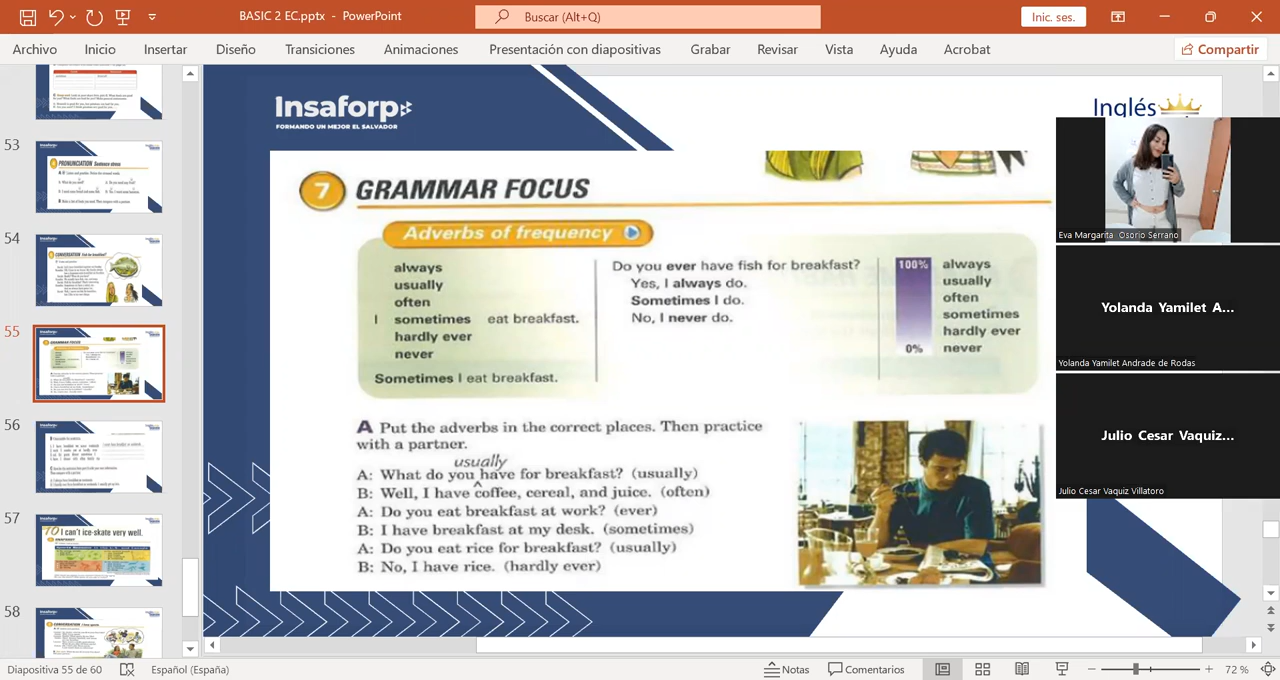 BASIC 2 EC.pptx - PowerPoint
Buscar (Alt+Q)
Inic. ses.
Archivo Inicio Insertar Diseño Transiciones Animaciones Presentación con diapositivas Grabar Revisar Vista Ayuda Acrobat
Compartir
53
54
55
56
57
I can't ice-skate very well.
58
Insaforp
FORMANDO UN MEJOR EL SALVADOR
Inglés
7 GRAMMAR FOCUS
Adverbs of frequency
always
usually
often
I sometimes eat breakfast.
hardly ever
never
Sometimes I eat breakfast.
Do you ever have fish for breakfast?
Yes, I always do.
Sometimes I do.
No, I never do.
100% always
usually
often
sometimes
hardly ever
0% never
A Put the adverbs in the correct places. Then practice
with a partner.
usually
A: What do you have for breakfast? (usually)
B: Well, I have coffee, cereal, and juice. (often)
A: Do you eat breakfast at work? (ever)
B: I have breakfast at my desk. (sometimes)
A: Do you eat rice for breakfast? (usually)
B: No, I have rice. (hardly ever)
Eva Margarita Osorio Serrano
Yolanda Yamilet A...
Yolanda Yamilet Andrade de Rodas
Julio Cesar Vaquiz...
Julio Cesar Vaquiz Villatoro
Diapositiva 55 de 60
Español (España)
Notas
Comentarios
72 %